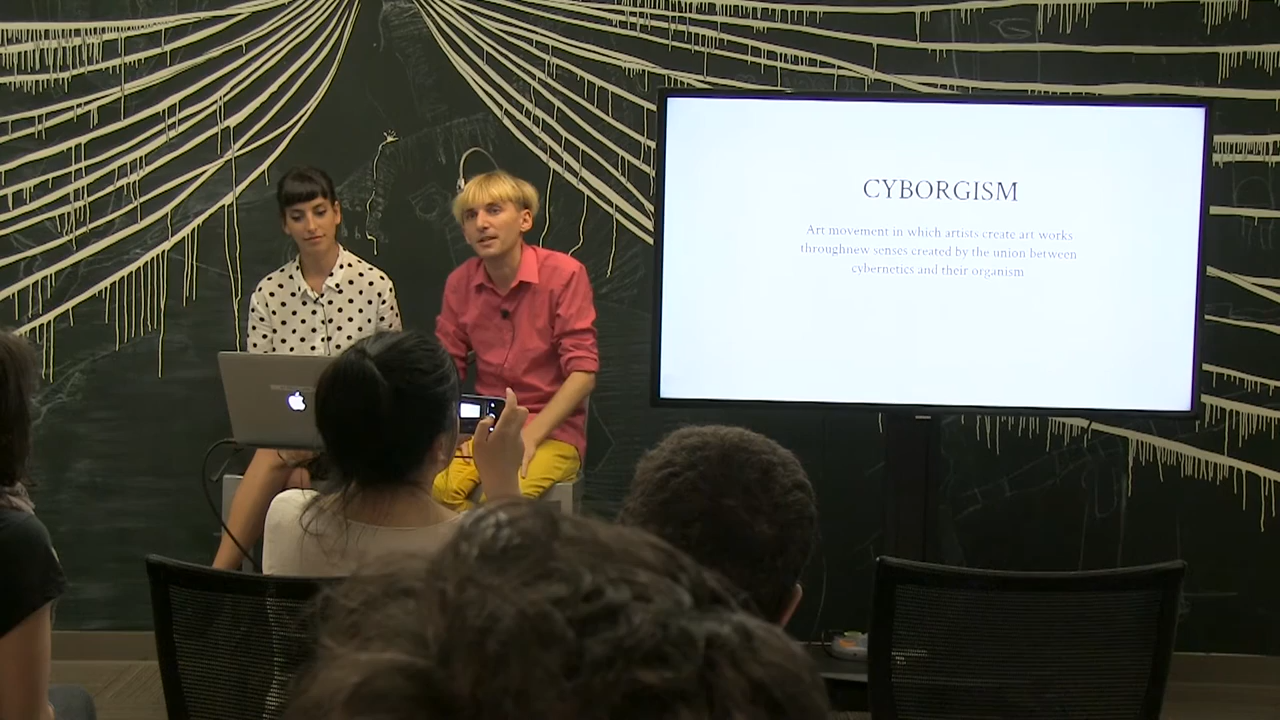 CYBORGISM
Art movement in which artists create art works
throughnew senses created by the union between
cybernetics and their organism